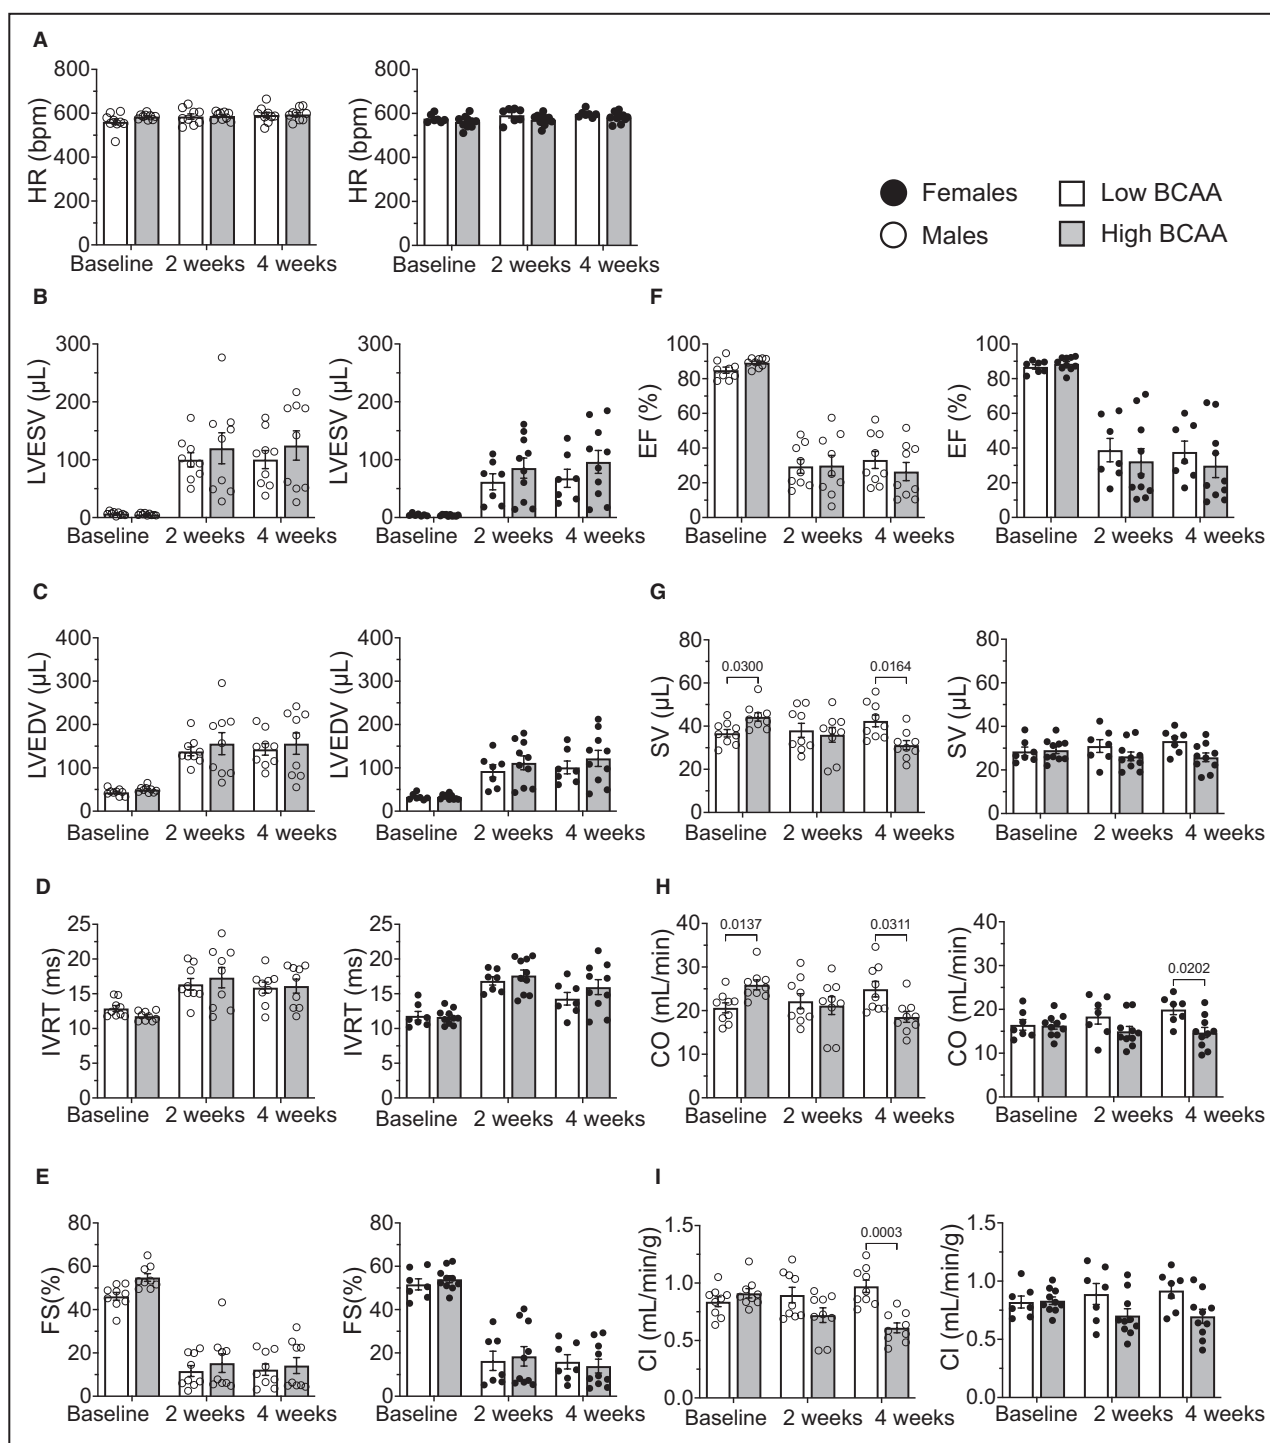 A
HR (bpm)
800
600
400
200
0
Baseline 2 weeks 4 weeks
HR (bpm)
800
600
400
200
0
Baseline 2 weeks 4 weeks
Females
Males
Low BCAA
High BCAA
B
LVESV (µL)
300
200
100
0
Baseline 2 weeks 4 weeks
LVESV (µL)
300
200
100
0
Baseline 2 weeks 4 weeks
F
EF (%)
100
80
60
40
20
0
Baseline 2 weeks 4 weeks
EF (%)
100
80
60
40
20
0
Baseline 2 weeks 4 weeks
C
LVEDV (µL)
400
300
200
100
0
Baseline 2 weeks 4 weeks
LVEDV (µL)
400
300
200
100
0
Baseline 2 weeks 4 weeks
G
SV (µL)
80
60
40
20
0
0.0300
0.0164
Baseline 2 weeks 4 weeks
SV (µL)
80
60
40
20
0
Baseline 2 weeks 4 weeks
D
IVRT (ms)
25
20
15
10
5
0
Baseline 2 weeks 4 weeks
IVRT (ms)
25
20
15
10
5
0
Baseline 2 weeks 4 weeks
H
CO (mL/min)
40
30
20
10
0
0.0137
0.0311
Baseline 2 weeks 4 weeks
CO (mL/min)
40
30
20
10
0
0.0202
Baseline 2 weeks 4 weeks
E
FS(%)
80
60
40
20
0
Baseline 2 weeks 4 weeks
FS(%)
80
60
40
20
0
Baseline 2 weeks 4 weeks
I
CI (mL/min/g)
1.5
1.0
0.5
0.0
0.0003
Baseline 2 weeks 4 weeks
CI (mL/min/g)
1.5
1.0
0.5
0.0
Baseline 2 weeks 4 weeks